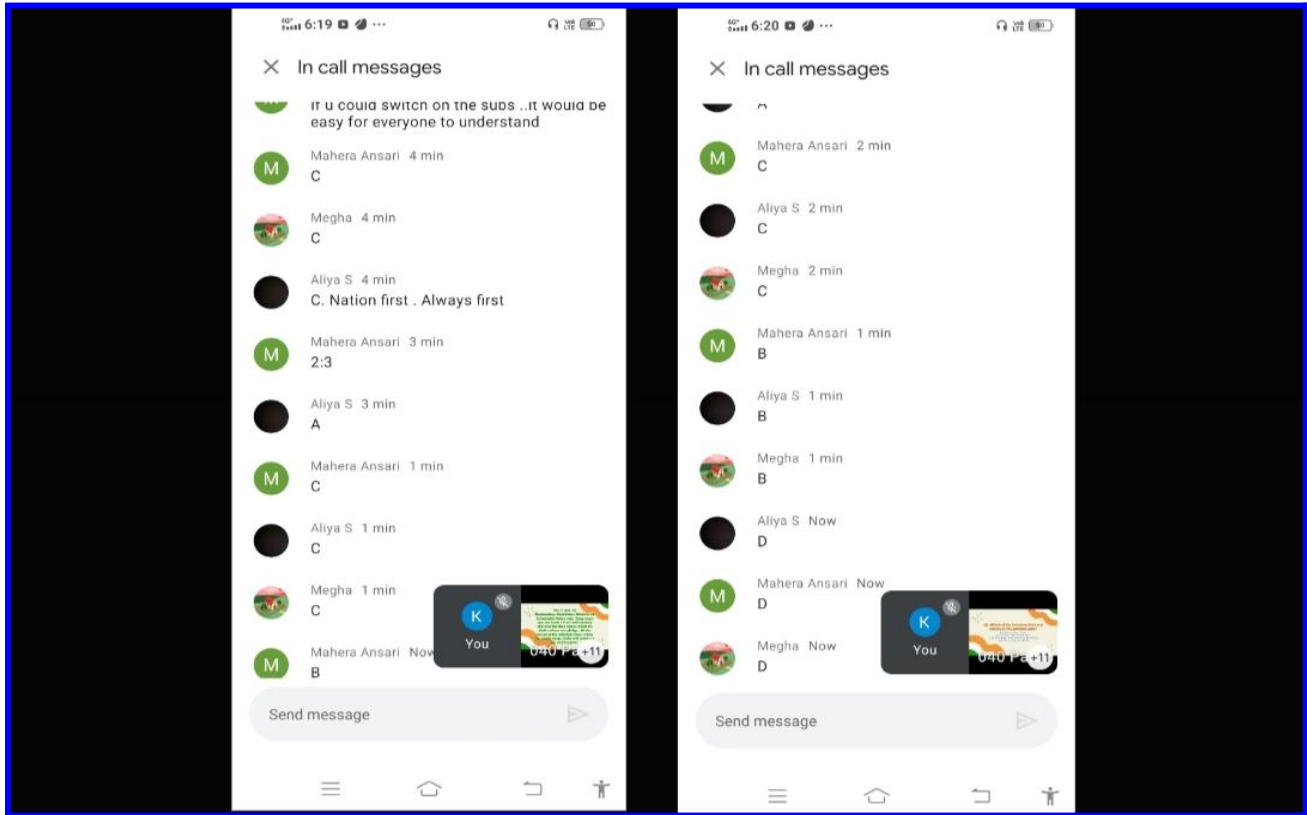 6:19
In call messages
If u could switch on the subs ..it would be
easy for everyone to understand
M
Mahera Ansari 4 min
C
Megha 4 min
C
Aliya S 4 min
C. Nation first . Always first
M
Mahera Ansari 3 min
2:3
Aliya S 3 min
A
M
Mahera Ansari 1 min
C
Aliya S 1 min
C
Megha 1 min
C
M
Mahera Ansari Now
B
K
You
+11
Send message
6:20
In call messages
A
M
Mahera Ansari 2 min
C
Aliya S 2 min
C
Megha 2 min
C
M
Mahera Ansari 1 min
B
Aliya S 1 min
B
Megha 1 min
B
Aliya S Now
D
M
Mahera Ansari Now
D
Megha Now
D
K
You
+11
Send message